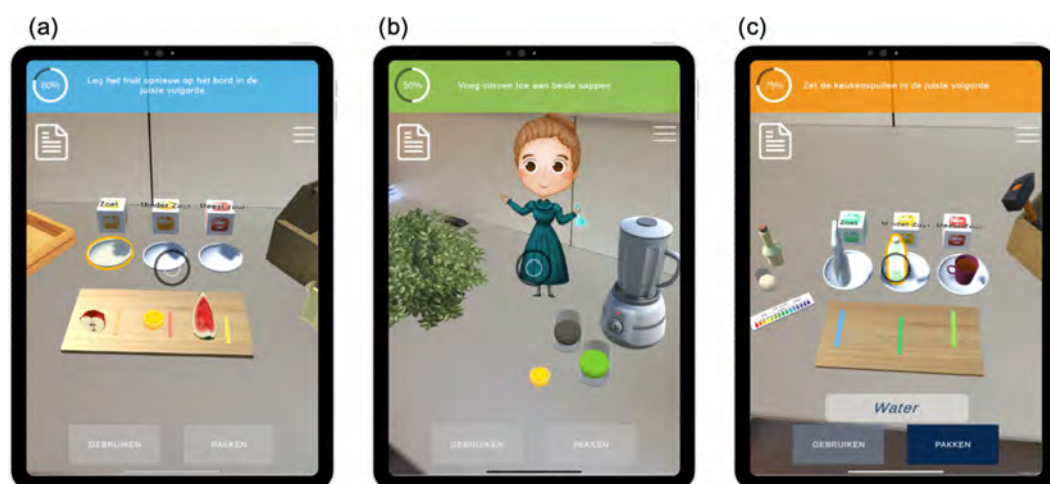 (a)
(b)
(c)
80%
Leg het fruit opnieuw op het bord in de
juiste volgorde
50%
Voeg citroen toe aan beide sappen
75%
Zet de keukenspullen in de juiste volgorde
Zoet
Minder Zuur
Meest Zuur
Zoet
Minder Zuur
Meest Zuur
Water
GEBRUIKEN
PAKKEN
GEBRUIKEN
PAKKEN
GEBRUIKEN
PAKKEN